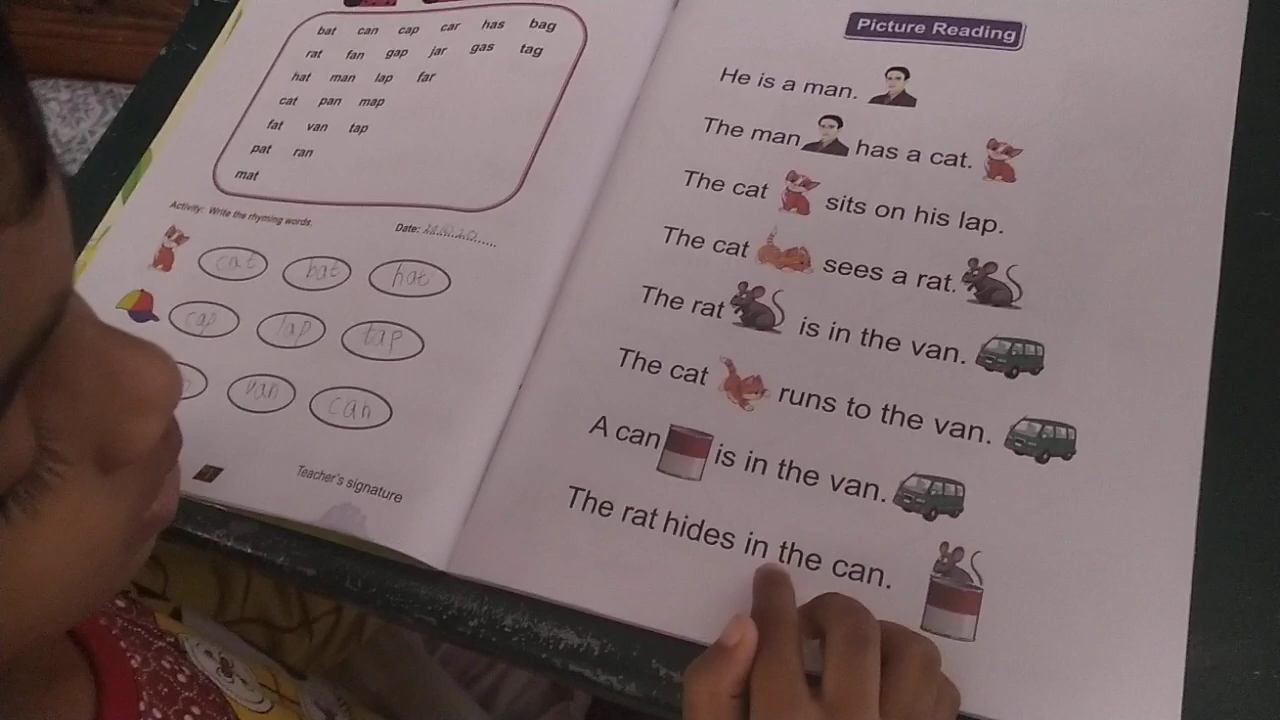 bat can cap car has bag
rat fan gap jar gas tag
hat man lap far
cat pan map
fat van tap
pat ran
mat
Activity: Write the rhyming words.
Date:
cat bat hat
cap lap tap
van can
Teacher's signature
Picture Reading
He is a man.
The man has a cat.
The cat sits on his lap.
The cat sees a rat.
The rat is in the van.
The cat runs to the van.
A can is in the van.
The rat hides in the can.